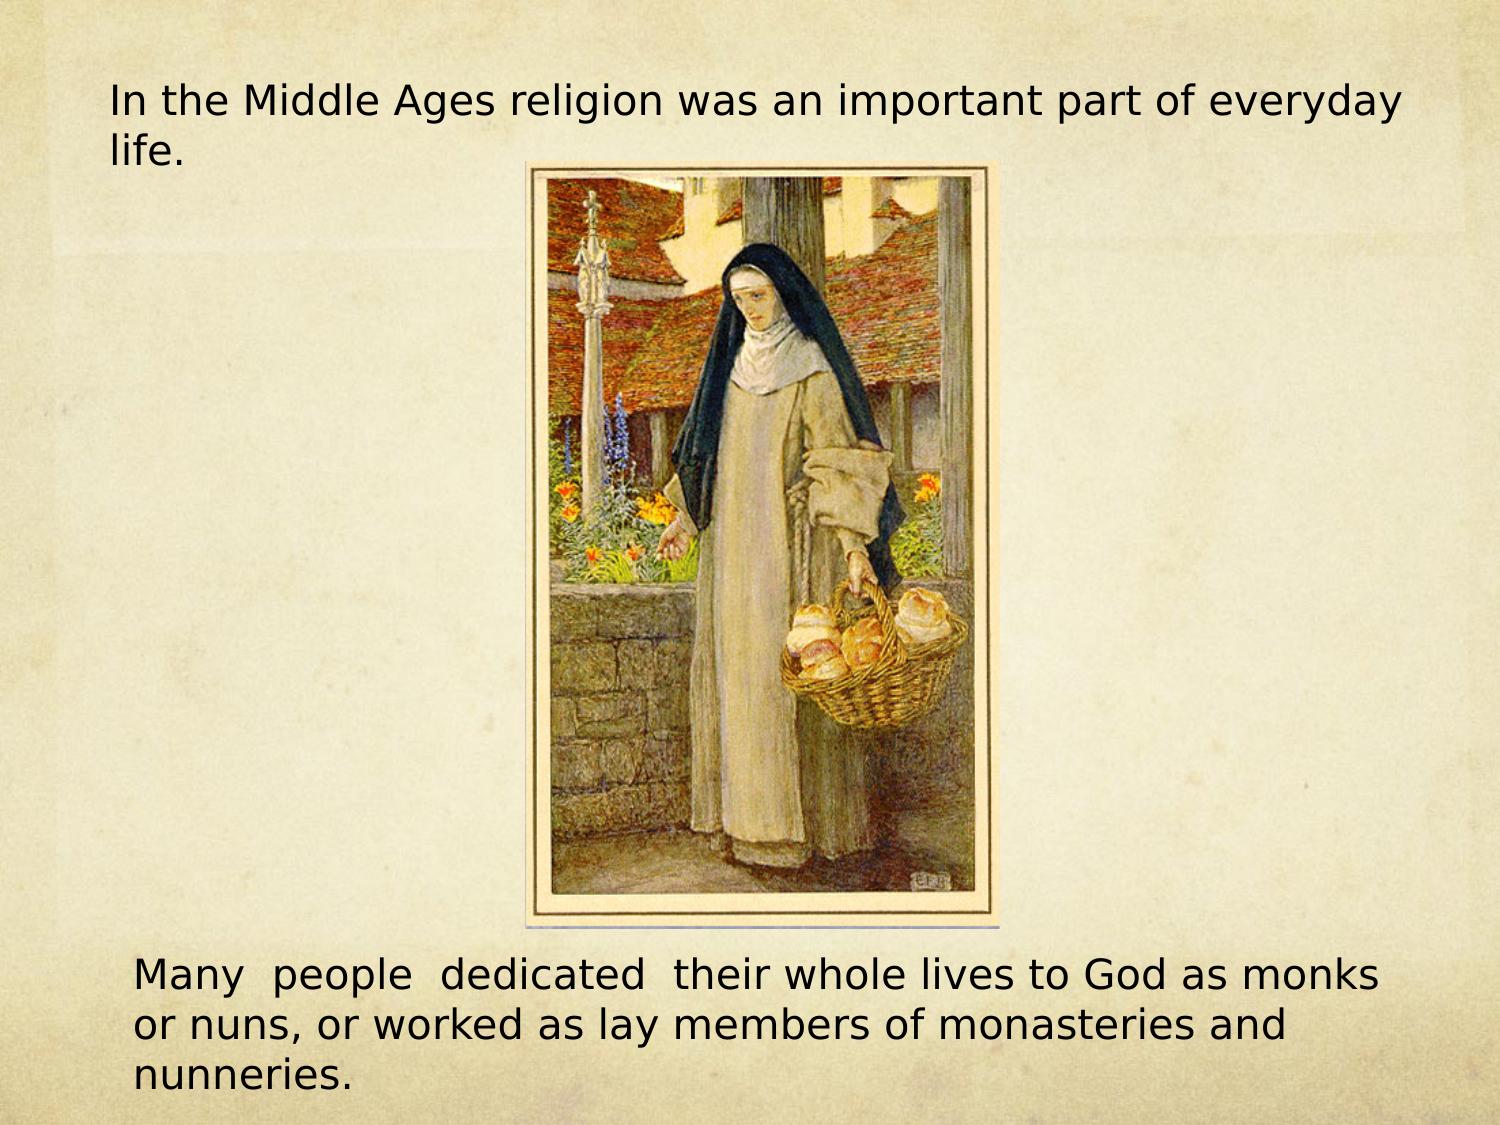 In the Middle Ages religion was an important part of everyday
life.
Many people dedicated their whole lives to God as monks
or nuns, or worked as lay members of monasteries and
nunneries.